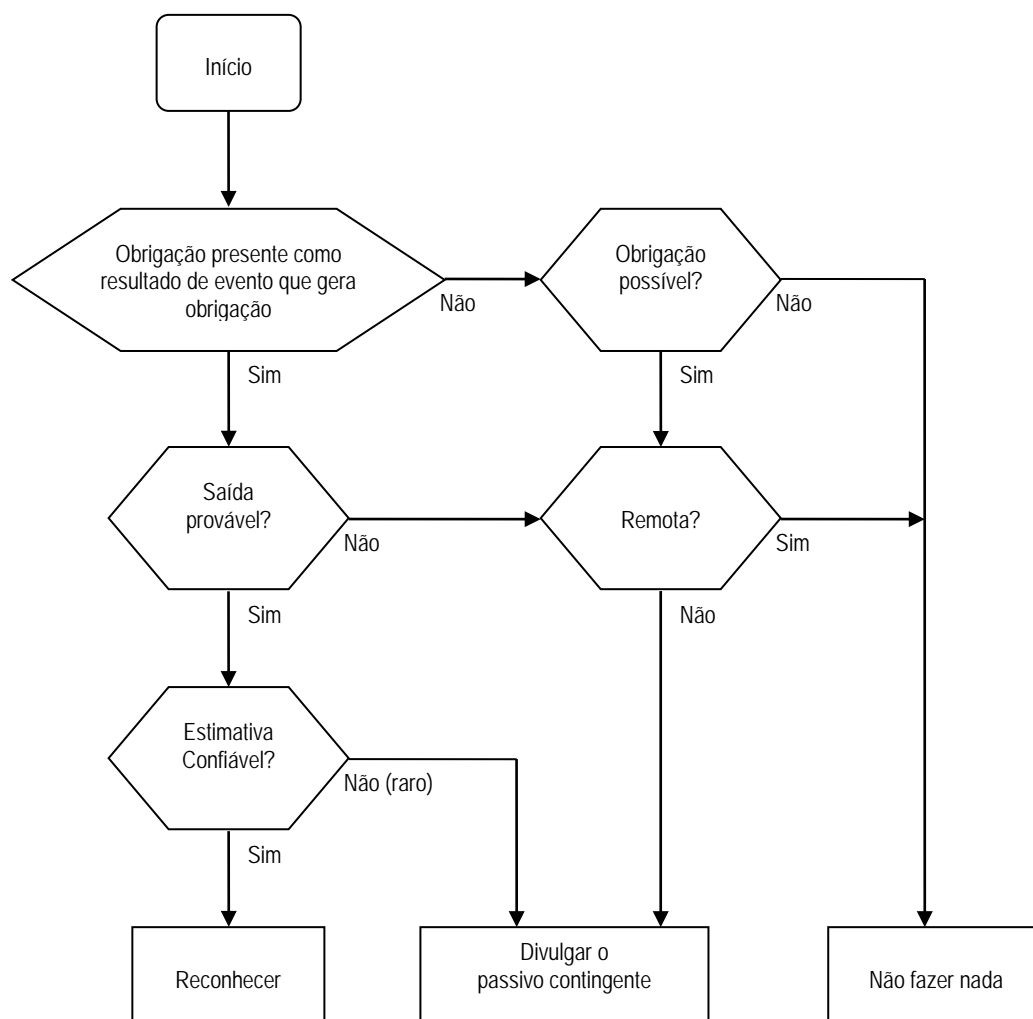 Início
Obrigação presente como
resultado de evento que gera
obrigação
Não
Obrigação
possível?
Não
Sim
Sim
Saída
provável?
Não
Remota?
Sim
Sim
Não
Estimativa
Confiável?
Não (raro)
Sim
Reconhecer
Divulgar o
passivo contingente
Não fazer nada